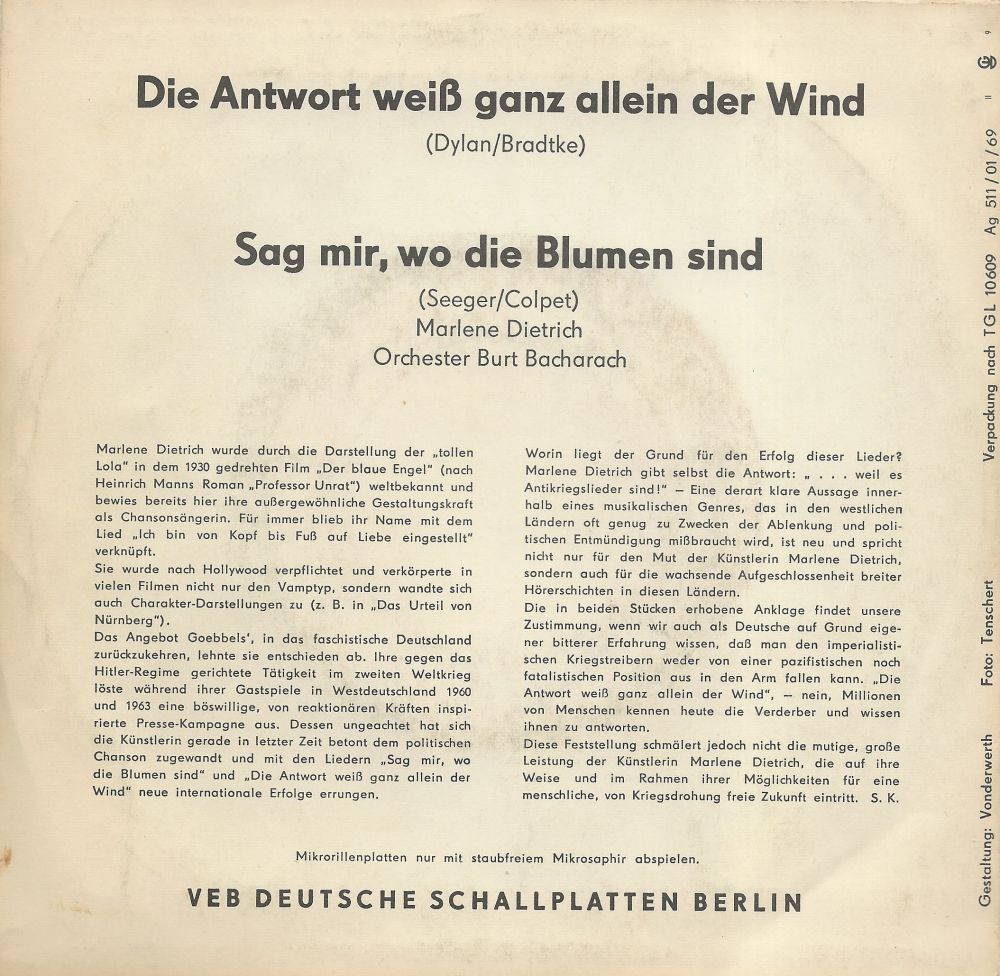 Die Antwort weiß ganz allein der Wind
(Dylan/Bradtke)
Sag mir, wo die Blumen sind
(Seeger/Colpet)
Marlene Dietrich
Orchester Burt Bacharach
Marlene Dietrich wurde durch die Darstellung der „tollen
Lola“ in dem 1930 gedrehten Film „Der blaue Engel“ (nach
Heinrich Manns Roman „Professor Unrat“) weltbekannt und
bewies bereits hier ihre außergewöhnliche Gestaltungskraft
als Chansonsängerin. Für immer blieb ihr Name mit dem
Lied „Ich bin von Kopf bis Fuß auf Liebe eingestellt“
verknüpft.
Sie wurde nach Hollywood verpflichtet und verkörperte in
vielen Filmen nicht nur den Vamptyp, sondern wandte sich
auch Charakter-Darstellungen zu (z. B. in „Das Urteil von
Nürnberg“).
Das Angebot Goebbels’, in das faschistische Deutschland
zurückzukehren, lehnte sie entschieden ab. Ihre gegen das
Hitler-Regime gerichtete Tätigkeit im zweiten Weltkrieg
löste während ihrer Gastspiele in Westdeutschland 1960
und 1963 eine böswillige, von reaktionären Kräften inspi-
rierte Presse-Kampagne aus. Dessen ungeachtet hat sich
die Künstlerin gerade in letzter Zeit betont dem politischen
Chanson zugewandt und mit den Liedern „Sag mir, wo
die Blumen sind“ und „Die Antwort weiß ganz allein der
Wind“ neue internationale Erfolge errungen.
Worin liegt der Grund für den Erfolg dieser Lieder?
Marlene Dietrich gibt selbst die Antwort: „ . . . weil es
Antikriegslieder sind!“ – Eine derart klare Aussage inner-
halb eines musikalischen Genres, das in den westlichen
Ländern oft genug zu Zwecken der Ablenkung und poli-
tischen Entmündigung mißbraucht wird, ist neu und spricht
nicht nur für den Mut der Künstlerin Marlene Dietrich,
sondern auch für die wachsende Aufgeschlossenheit breiter
Hörerschichten in diesen Ländern.
Die in beiden Stücken erhobene Anklage findet unsere
Zustimmung, wenn wir auch als Deutsche auf Grund eige-
ner bitterer Erfahrung wissen, daß man den imperialisti-
schen Kriegstreibern weder von einer pazifistischen noch
fatalistischen Position aus in den Arm fallen kann. „Die
Antwort weiß ganz allein der Wind“, – nein, Millionen
von Menschen kennen heute die Verderber und wissen
ihnen zu antworten.
Diese Feststellung schmälert jedoch nicht die mutige, große
Leistung der Künstlerin Marlene Dietrich, die auf ihre
Weise und im Rahmen ihrer Möglichkeiten für eine
menschliche, von Kriegsdrohung freie Zukunft eintritt. S. K.
Mikrorillenplatten nur mit staubfreiem Mikrosaphir abspielen.
VEB DEUTSCHE SCHALLPLATTEN BERLIN
Gestaltung: Vonderwerth Foto: Tenschert Verpackung nach TGL 10609 Ag 511/01/69 II 9